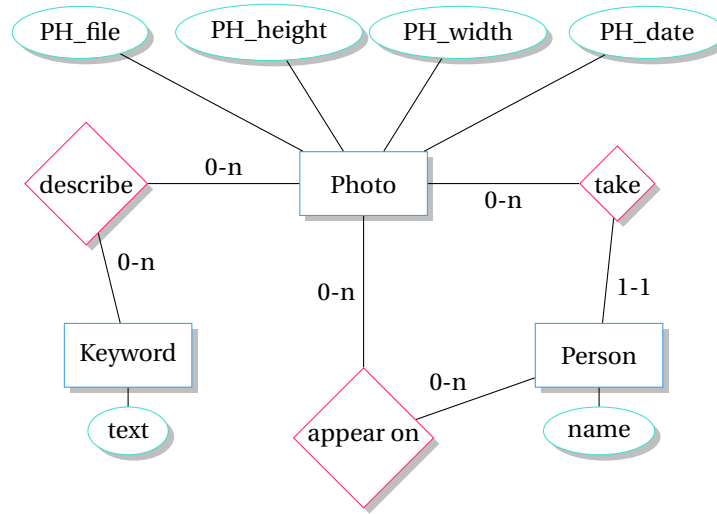 PH_file
PH_height
PH_width
PH_date
describe
0-n
Photo
0-n
take
0-n
0-n
1-1
Keyword
Person
0-n
text
appear on
name